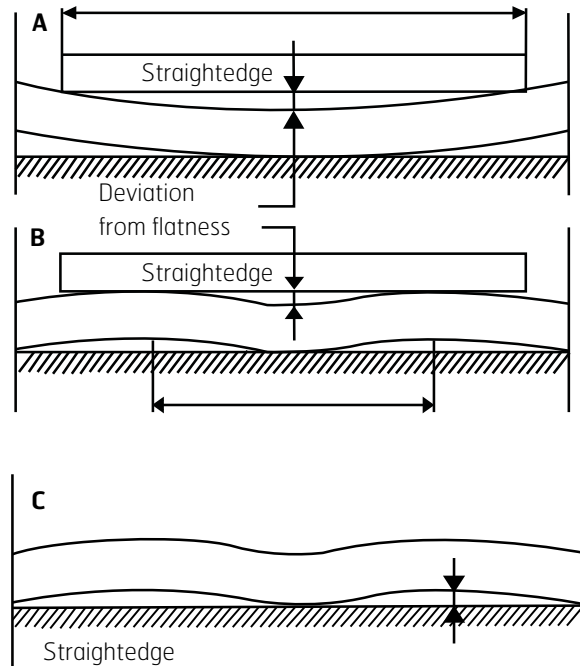 A
Straightedge
Deviation
from flatness
B
Straightedge
C
Straightedge